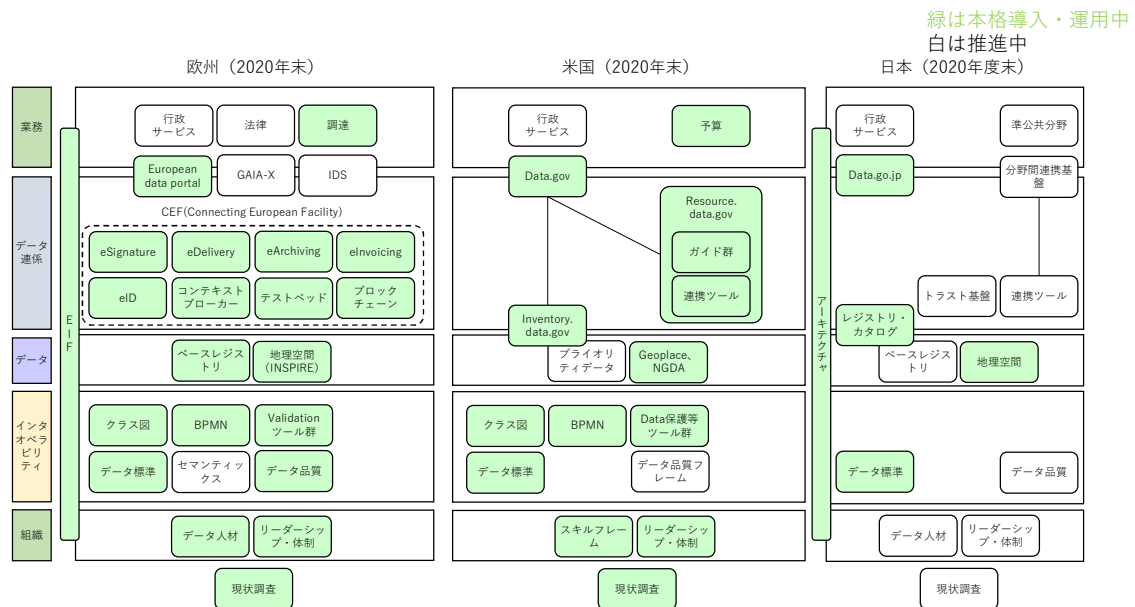 緑は本格導入・運用中
白は推進中
欧州（2020年末）
米国（2020年末）
日本（2020年度末）
業務
行政
サービス
法律
調達
行政
サービス
予算
行政
サービス
準公共分野
European
data portal
GAIA-X
IDS
Data.gov
Data.go.jp
分野間連携基
盤
データ
連係
CEF(Connecting European Facility)
eSignature
eDelivery
eArchiving
eInvoicing
eID
コンテキスト
ブローカー
テストベッド
ブロック
チェーン
Resource.
data.gov
ガイド群
連携ツール
Inventory.
data.gov
トラスト基盤
連携ツール
レジストリ・
カタログ
EIF
アーキテクチャ
データ
ベースレジス
トリ
地理空間
（INSPIRE）
プライオリ
ティデータ
Geoplace、
NGDA
ベースレジス
トリ
地理空間
インタ
オペラ
ビリ
ティ
クラス図
BPMN
Validation
ツール群
データ標準
セマンティッ
クス
データ品質
クラス図
BPMN
Data保護等
ツール群
データ標準
データ品質フ
レーム
データ標準
データ品質
組織
データ人材
リーダーシッ
プ・体制
スキルフレー
ム
リーダーシッ
プ・体制
データ人材
リーダーシッ
プ・体制
現状調査
現状調査
現状調査